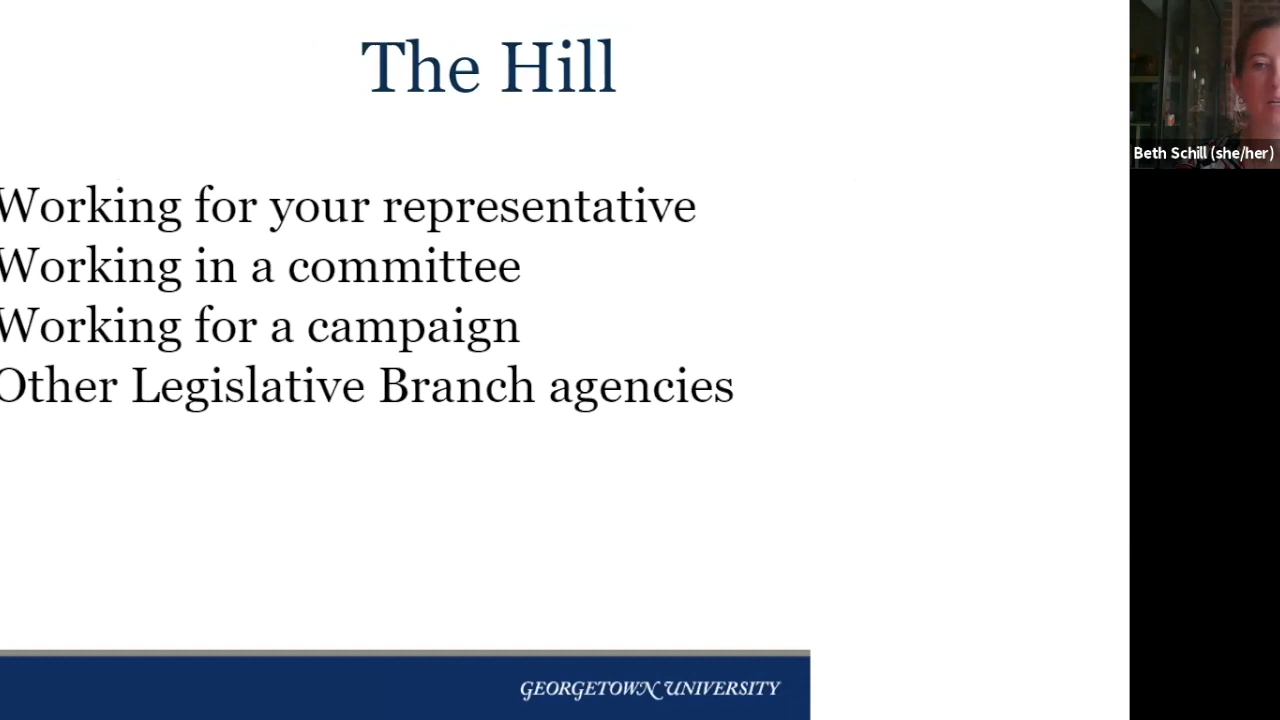 The Hill
Working for your representative
Working in a committee
Working for a campaign
Other Legislative Branch agencies
GEORGETOWN UNIVERSITY
Beth Schill (she/her)